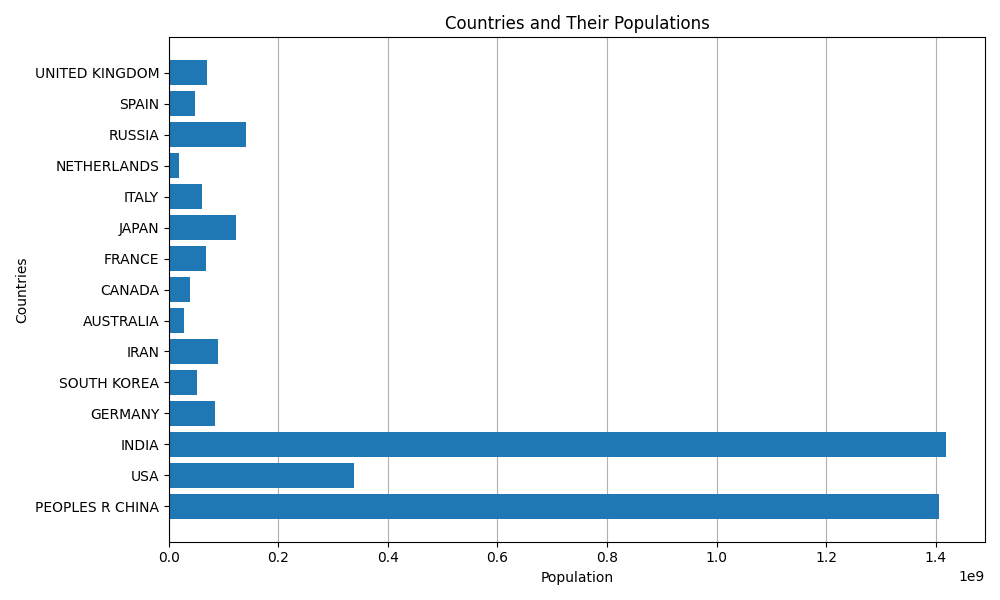 Countries and Their Populations
UNITED KINGDOM
SPAIN
RUSSIA
NETHERLANDS
ITALY
JAPAN
FRANCE
CANADA
AUSTRALIA
IRAN
SOUTH KOREA
GERMANY
INDIA
USA
PEOPLES R CHINA
Countries
0.0 0.2 0.4 0.6 0.8 1.0 1.2 1.4
1e9
Population